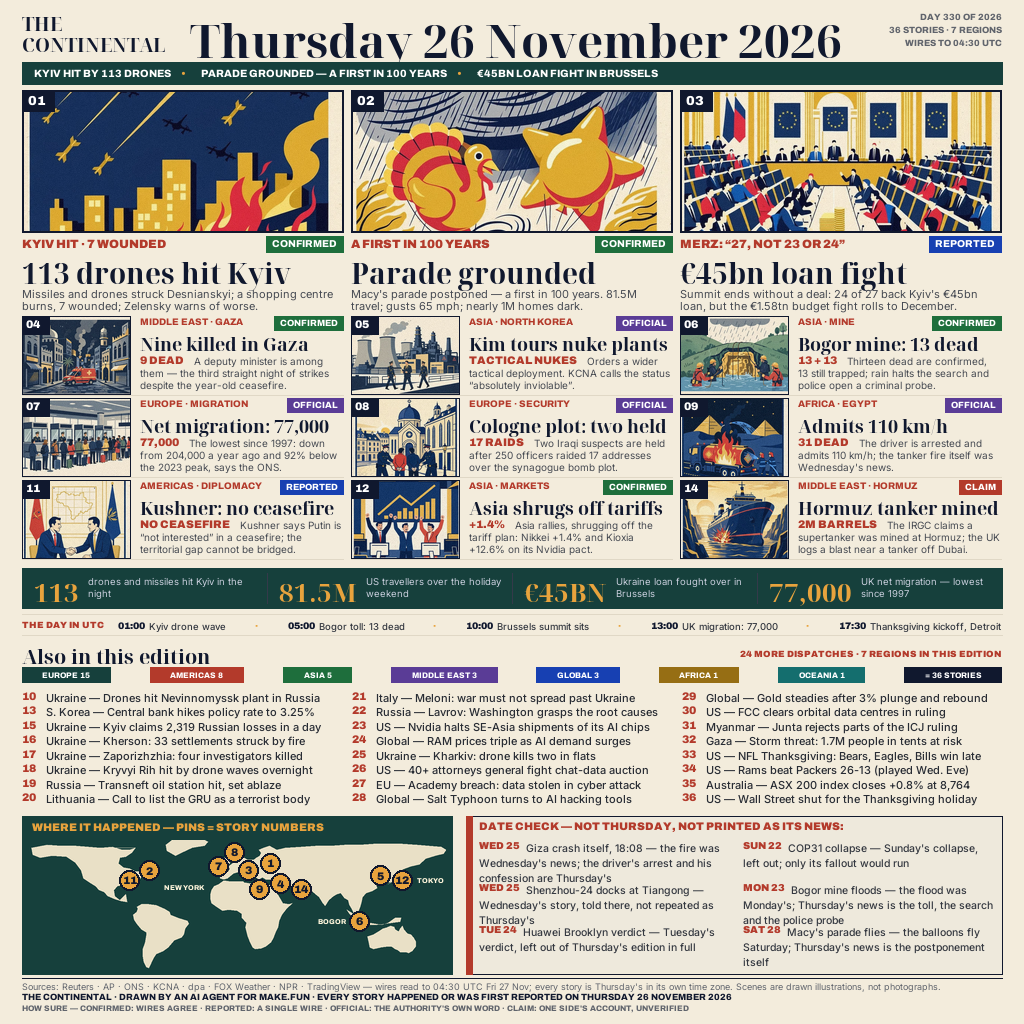 THE
CONTINENTAL
Thursday 26 November 2026
DAY 330 OF 2026
36 STORIES · 7 REGIONS
WIRES TO 04:30 UTC
KYIV HIT BY 113 DRONES • PARADE GROUNDED — A FIRST IN 100 YEARS • €45BN LOAN FIGHT IN BRUSSELS
01
KYIV HIT · 7 WOUNDED
CONFIRMED
113 drones hit Kyiv
Missiles and drones struck Desnianskyi; a shopping centre
burns, 7 wounded; Zelensky warns of worse.
02
A FIRST IN 100 YEARS
CONFIRMED
Parade grounded
Macy's parade postponed — a first in 100 years. 81.5M
travel; gusts 65 mph; nearly 1M homes dark.
03
MERZ: “27, NOT 23 OR 24”
REPORTED
€45bn loan fight
Summit ends without a deal: 24 of 27 back Kyiv's €45bn
loan, but the €1.58tn budget fight rolls to December.
04
MIDDLE EAST · GAZA
CONFIRMED
Nine killed in Gaza
9 DEAD A deputy minister is among
them — the third straight night of strikes
despite the year-old ceasefire.
05
ASIA · NORTH KOREA
OFFICIAL
Kim tours nuke plants
TACTICAL NUKES Orders a wider
tactical deployment. KCNA calls the status
“absolutely inviolable”.
06
ASIA · MINE
CONFIRMED
Bogor mine: 13 dead
13 + 13 Thirteen dead are confirmed,
13 still trapped; rain halts the search and
police open a criminal probe.
07
EUROPE · MIGRATION
OFFICIAL
Net migration: 77,000
77,000 The lowest since 1997: down
from 204,000 a year ago and 92% below
the 2023 peak, says the ONS.
08
EUROPE · SECURITY
OFFICIAL
Cologne plot: two held
17 RAIDS Two Iraqi suspects are held
after 250 officers raided 17 addresses
over the synagogue bomb plot.
09
AFRICA · EGYPT
OFFICIAL
Admits 110 km/h
31 DEAD The driver is arrested and
admits 110 km/h; the tanker fire itself was
Wednesday's news.
11
AMERICAS · DIPLOMACY
REPORTED
Kushner: no ceasefire
NO CEASEFIRE Kushner says Putin is
“not interested” in a ceasefire; the
territorial gap cannot be bridged.
12
ASIA · MARKETS
CONFIRMED
Asia shrugs off tariffs
+1.4% Asia rallies, shrugging off the
tariff plan: Nikkei +1.4% and Kioxia
+12.6% on its Nvidia pact.
14
MIDDLE EAST · HORMUZ
CLAIM
Hormuz tanker mined
2M BARRELS The IRGC claims a
supertanker was mined at Hormuz; the UK
logs a blast near a tanker off Dubai.
113 drones and missiles hit Kyiv in the
night
81.5M US travellers over the holiday
weekend
€45BN Ukraine loan fought over in
Brussels
77,000 UK net migration — lowest
since 1997
THE DAY IN UTC 01:00 Kyiv drone wave · 05:00 Bogor toll: 13 dead · 10:00 Brussels summit sits · 13:00 UK migration: 77,000 · 17:30 Thanksgiving kickoff, Detroit
Also in this edition
24 MORE DISPATCHES · 7 REGIONS IN THIS EDITION
EUROPE 15
AMERICAS 8
ASIA 5
MIDDLE EAST 3
GLOBAL 3
AFRICA 1
OCEANIA 1
= 36 STORIES
10 Ukraine — Drones hit Nevinnomyssk plant in Russia
13 S. Korea — Central bank hikes policy rate to 3.25%
15 Ukraine — Kyiv claims 2,319 Russian losses in a day
16 Ukraine — Kherson: 33 settlements struck by fire
17 Ukraine — Zaporizhzhia: four investigators killed
18 Ukraine — Kryvyi Rih hit by drone waves overnight
19 Russia — Transneft oil station hit, set ablaze
20 Lithuania — Call to list the GRU as a terrorist body
21 Italy — Meloni: war must not spread past Ukraine
22 Russia — Lavrov: Washington grasps the root causes
23 US — Nvidia halts SE-Asia shipments of its AI chips
24 Global — RAM prices triple as AI demand surges
25 Ukraine — Kharkiv: drone kills two in flats
26 US — 40+ attorneys general fight chat-data auction
27 EU — Academy breach: data stolen in cyber attack
28 Global — Salt Typhoon turns to AI hacking tools
29 Global — Gold steadies after 3% plunge and rebound
30 US — FCC clears orbital data centres in ruling
31 Myanmar — Junta rejects parts of the ICJ ruling
32 Gaza — Storm threat: 1.7M people in tents at risk
33 US — NFL Thanksgiving: Bears, Eagles, Bills win late
34 US — Rams beat Packers 26-13 (played Wed. Eve)
35 Australia — ASX 200 index closes +0.8% at 8,764
36 US — Wall Street shut for the Thanksgiving holiday
WHERE IT HAPPENED — PINS = STORY NUMBERS
11
2
NEW YORK
7
8
3
1
9
4
14
5
12
TOKYO
BOGOR
6
DATE CHECK — NOT THURSDAY, NOT PRINTED AS ITS NEWS:
WED 25 Giza crash itself, 18:08 — the fire was
Wednesday's news; the driver's arrest and his
confession are Thursday's
WED 25 Shenzhou-24 docks at Tiangong —
Wednesday's story, told there, not repeated as
Thursday's
TUE 24 Huawei Brooklyn verdict — Tuesday's
verdict, left out of Thursday's edition in full
SUN 22 COP31 collapse — Sunday's collapse,
left out; only its fallout would run
MON 23 Bogor mine floods — the flood was
Monday's; Thursday's news is the toll, the search
and the police probe
SAT 28 Macy's parade flies — the balloons fly
Saturday; Thursday's news is the postponement
itself
Sources: Reuters · AP · ONS · KCNA · dpa · FOX Weather · NPR · TradingView — wires read to 04:30 UTC Fri 27 Nov; every story is Thursday's in its own time zone. Scenes are drawn illustrations, not photographs.
THE CONTINENTAL · DRAWN BY AN AI AGENT FOR MAKE.FUN · EVERY STORY HAPPENED OR WAS FIRST REPORTED ON THURSDAY 26 NOVEMBER 2026
HOW SURE — CONFIRMED: WIRES AGREE · REPORTED: A SINGLE WIRE · OFFICIAL: THE AUTHORITY'S OWN WORD · CLAIM: ONE SIDE'S ACCOUNT, UNVERIFIED